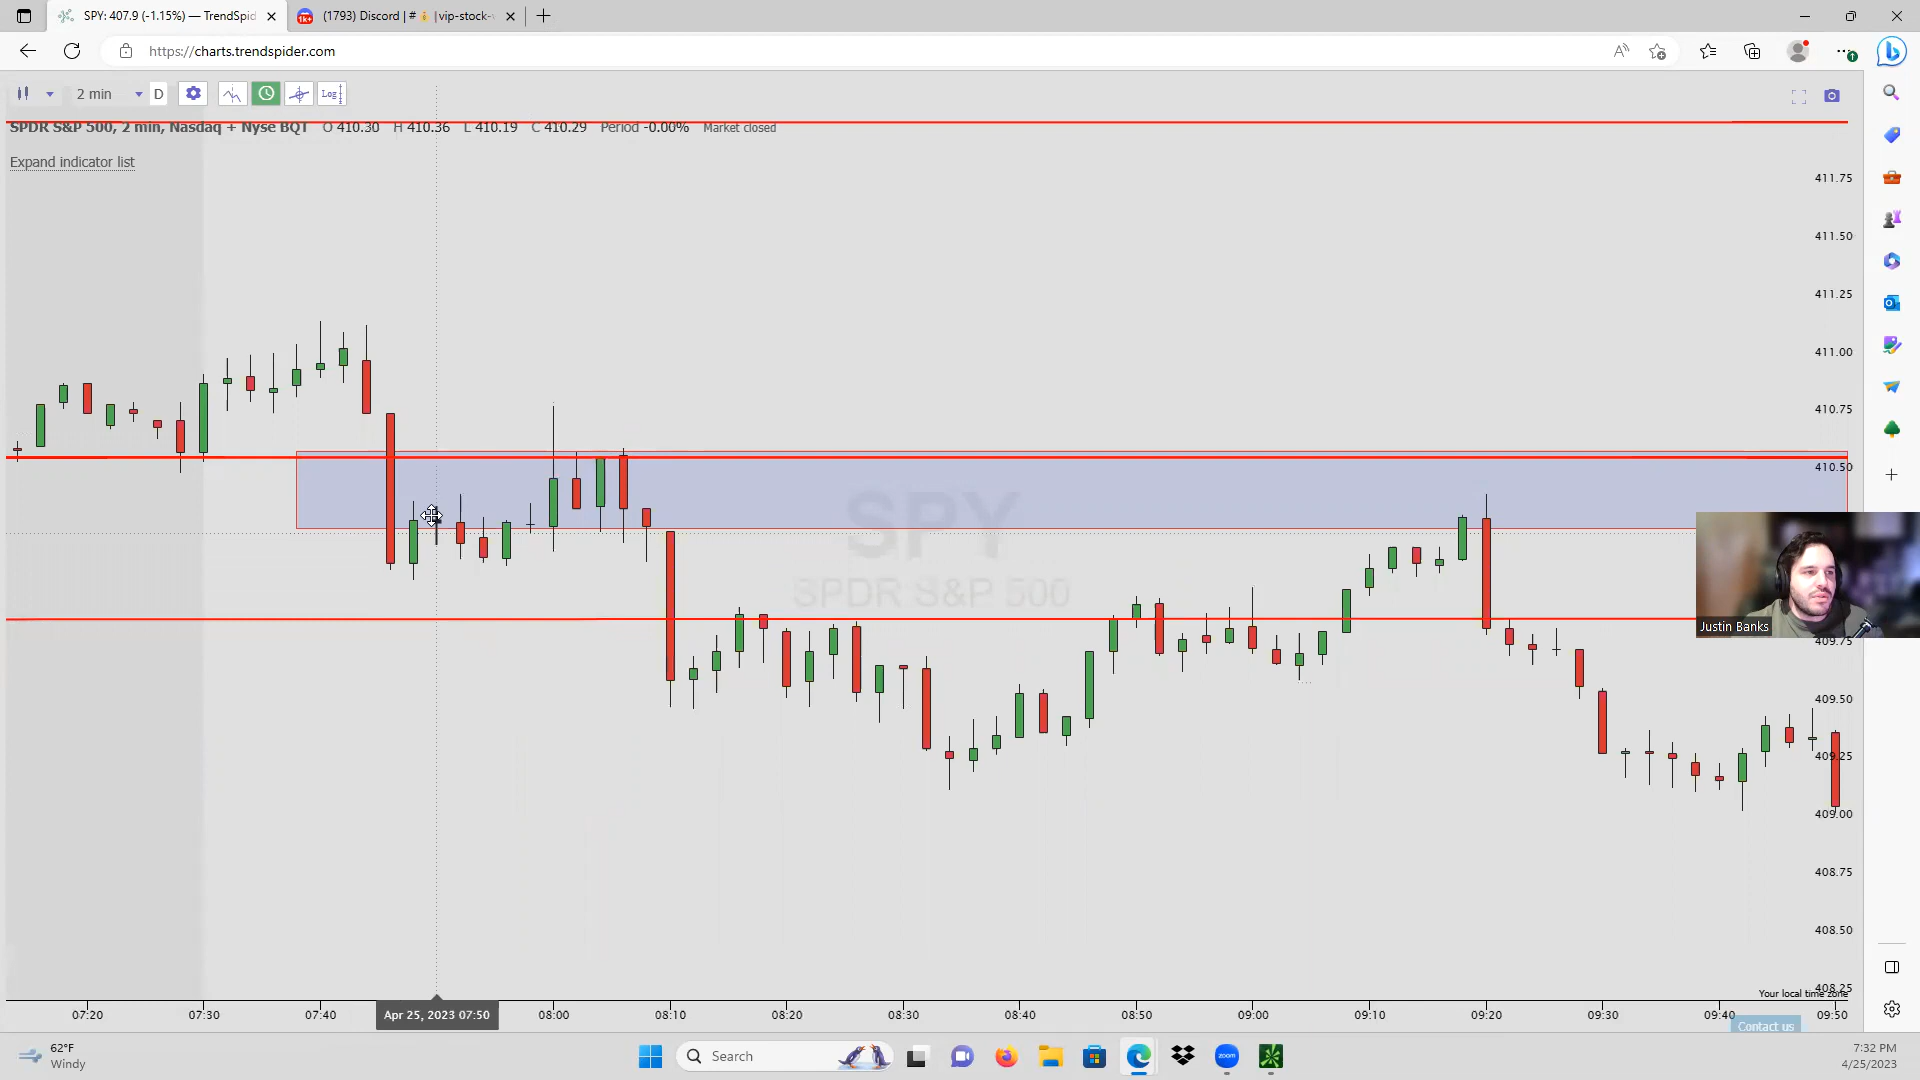 SPY: 407.9 (-1.15%) — TrendSpid
(1793) Discord | # |vip-stock-
https://charts.trendspider.com
2 min
D
Log
SPDR S&P 500, 2 min, Nasdaq + Nyse BQT O 410.30 H 410.36 L 410.19 C 410.29 Period -0.00% Market closed
Expand indicator list
411.75
411.50
411.25
411.00
410.75
410.50
409.75
409.50
409.25
409.00
408.75
408.50
408.25
SPY
SPDR S&P 500
Justin Banks
Your local time zone
07:20
07:30
07:40
Apr 25, 2023 07:50
08:00
08:10
08:20
08:30
08:40
08:50
09:00
09:10
09:20
09:30
09:40
09:50
Contact us
62°F
Windy
Search
zoom
7:32 PM
4/25/2023